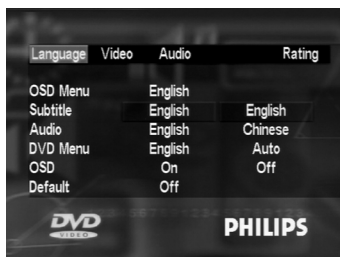 Language Video Audio Rating
OSD Menu English
Subtitle English English
Audio English Chinese
DVD Menu English Auto
OSD On Off
Default Off
DVD VIDEO PHILIPS